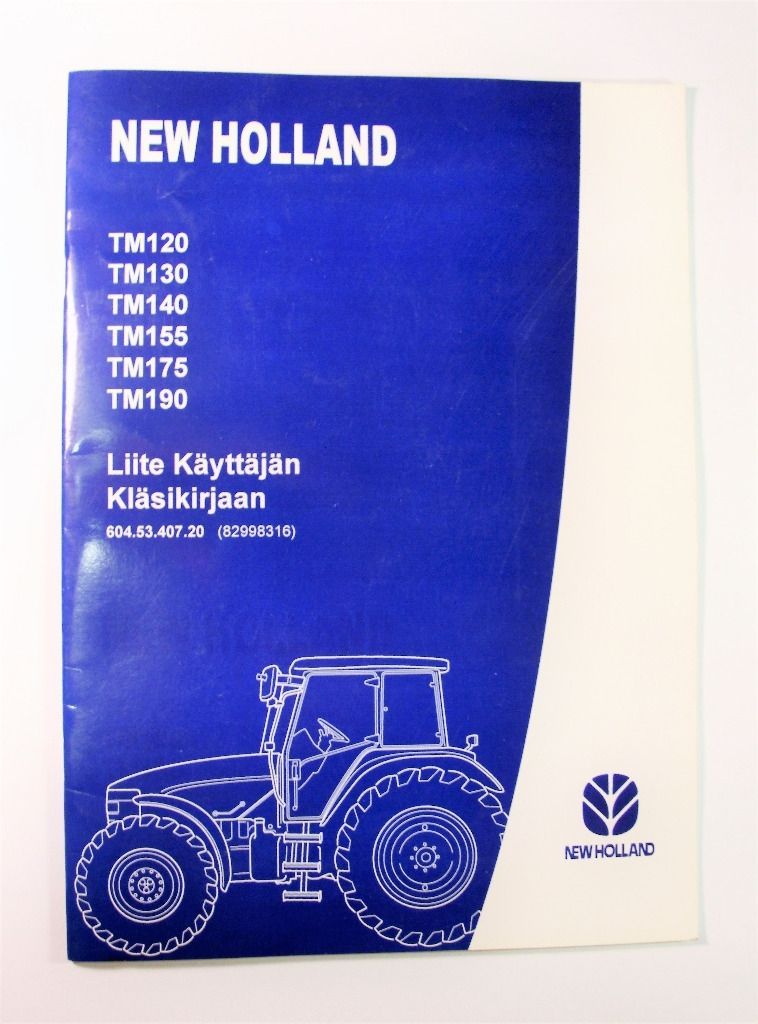 NEW HOLLAND
TM120
TM130
TM140
TM155
TM175
TM190
Liite Käyttäjän
Kläsikirjaan
604.53.407.20 (82998316)
NEW HOLLAND